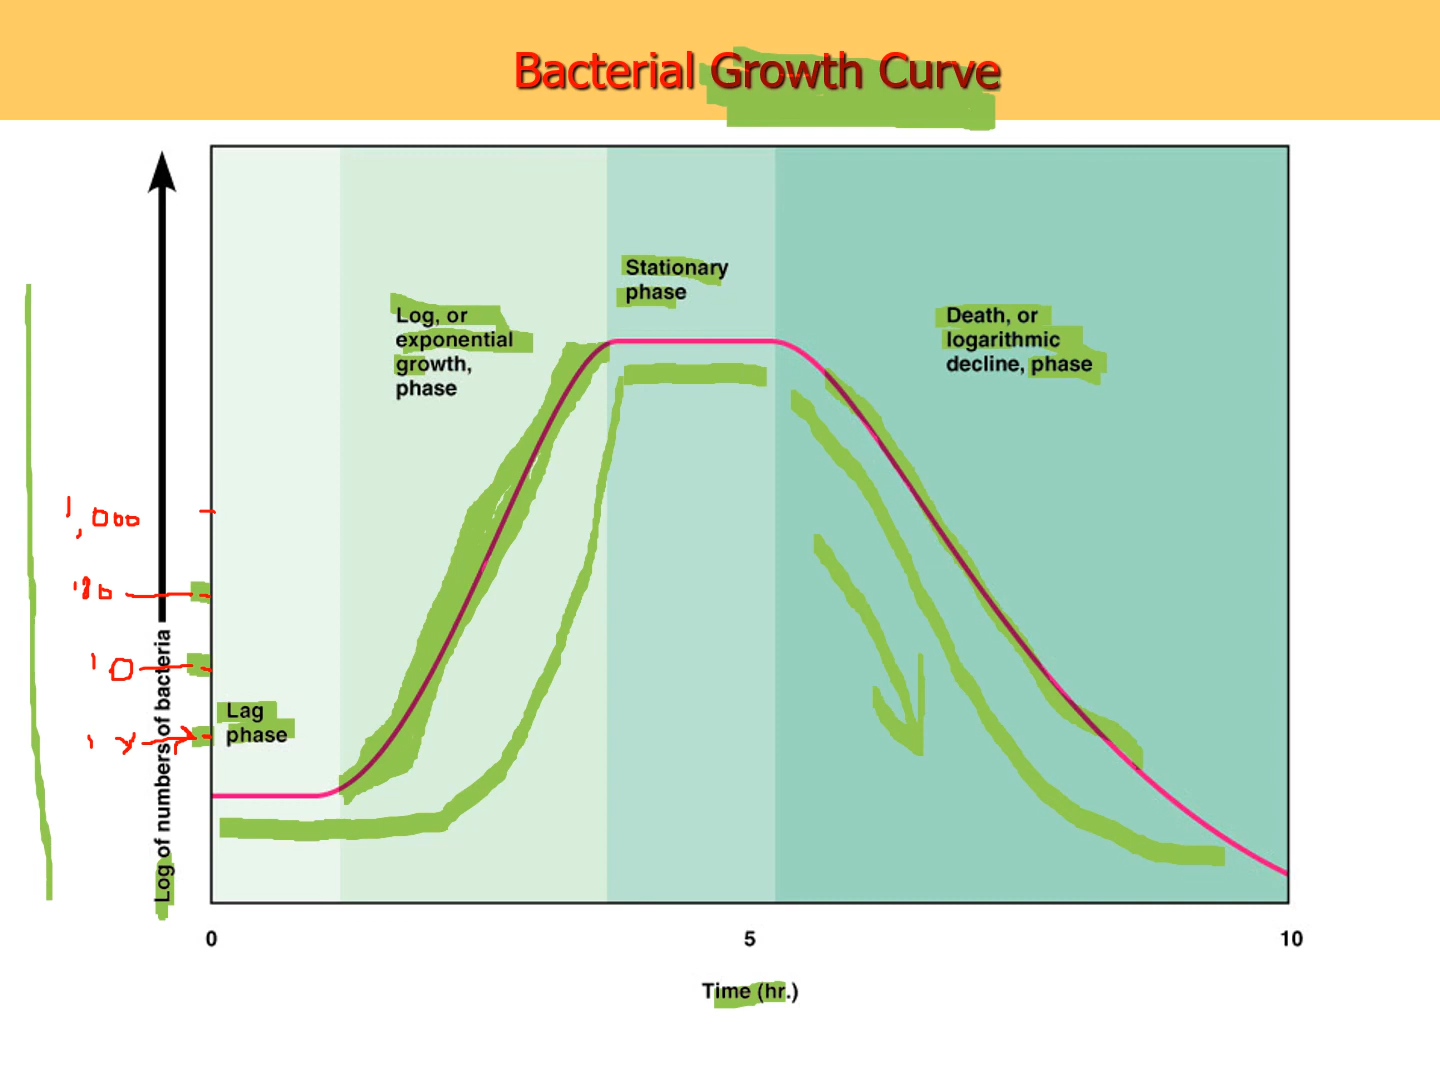 Bacterial Growth Curve
Stationary
phase
Log, or
exponential
growth,
phase
Death, or
logarithmic
decline, phase
1,000
10
Lag
phase
Log of numbers of bacteria
0
5
10
Time (hr.)